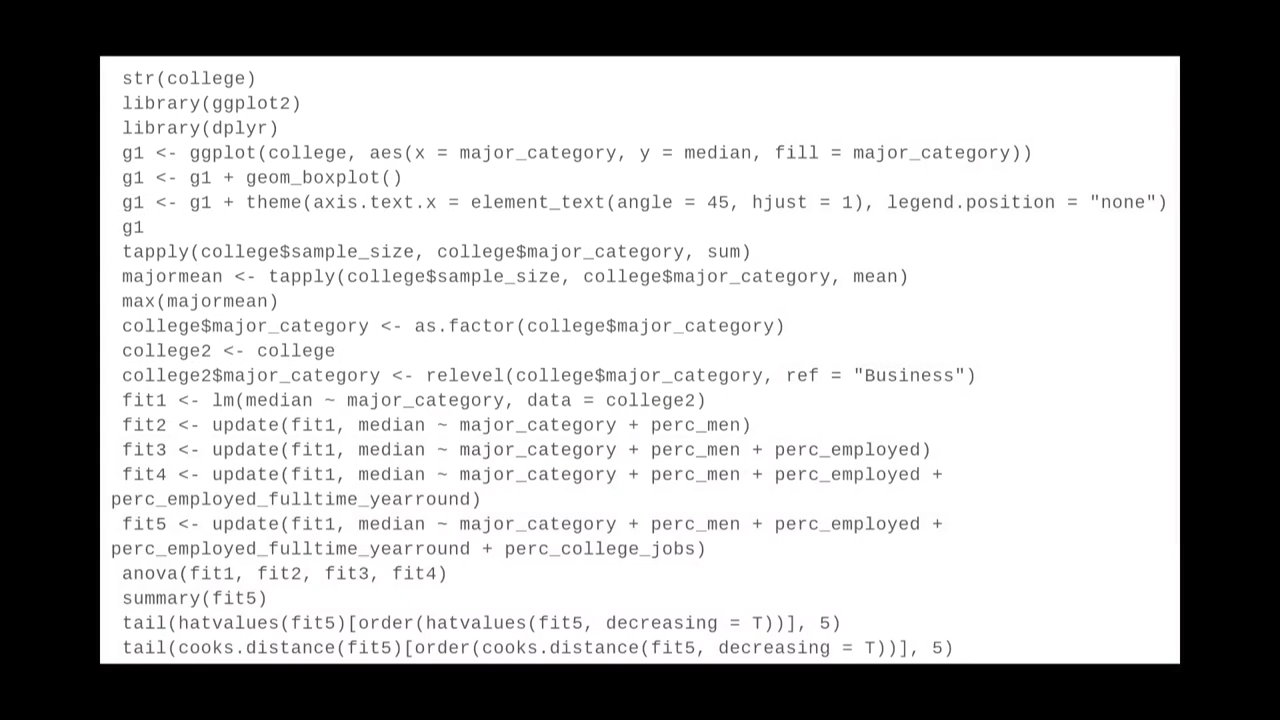 str(college)
library(ggplot2)
library(dplyr)
g1 <- ggplot(college, aes(x = major_category, y = median, fill = major_category))
g1 <- g1 + geom_boxplot()
g1 <- g1 + theme(axis.text.x = element_text(angle = 45, hjust = 1), legend.position = "none")
g1
tapply(college$sample_size, college$major_category, sum)
majormean <- tapply(college$sample_size, college$major_category, mean)
max(majormean)
college$major_category <- as.factor(college$major_category)
college2 <- college
college2$major_category <- relevel(college$major_category, ref = "Business")
fit1 <- lm(median ~ major_category, data = college2)
fit2 <- update(fit1, median ~ major_category + perc_men)
fit3 <- update(fit1, median ~ major_category + perc_men + perc_employed)
fit4 <- update(fit1, median ~ major_category + perc_men + perc_employed +
perc_employed_fulltime_yearround)
fit5 <- update(fit1, median ~ major_category + perc_men + perc_employed +
perc_employed_fulltime_yearround + perc_college_jobs)
anova(fit1, fit2, fit3, fit4)
summary(fit5)
tail(hatvalues(fit5)[order(hatvalues(fit5, decreasing = T))], 5)
tail(cooks.distance(fit5)[order(cooks.distance(fit5, decreasing = T))], 5)